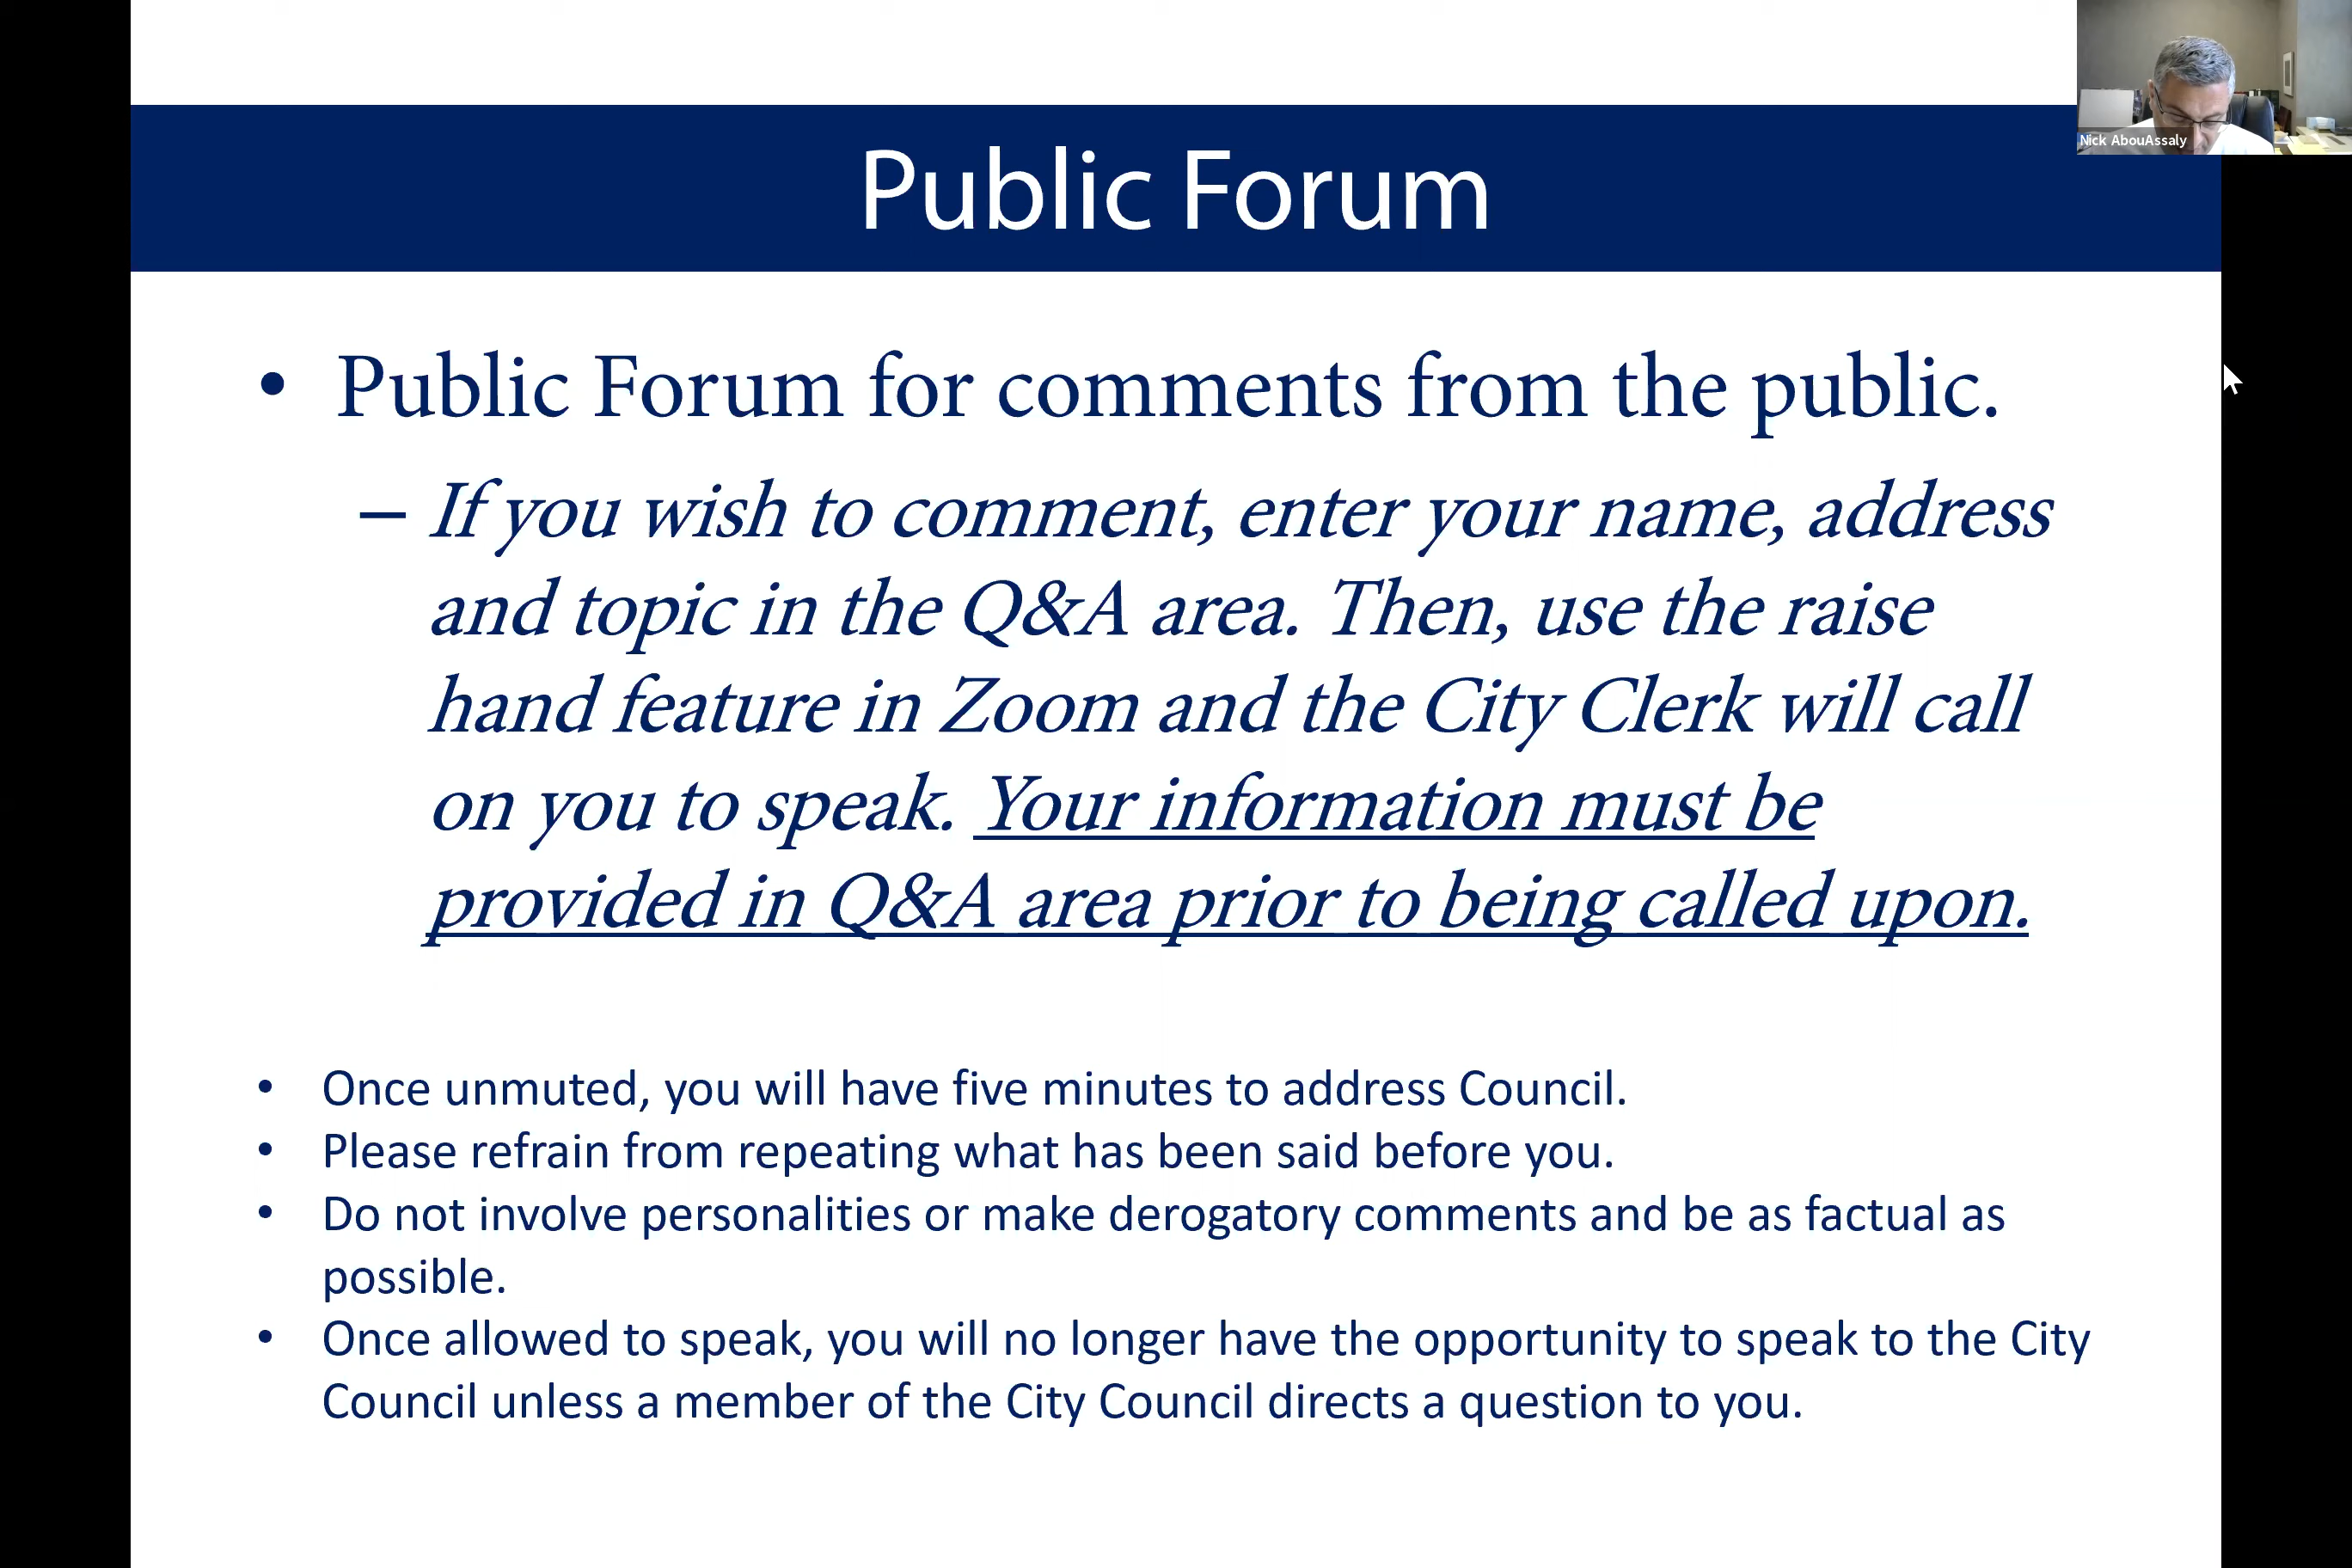 Nick AbouAssaly
Public Forum
• Public Forum for comments from the public.
– If you wish to comment, enter your name, address
and topic in the Q&A area. Then, use the raise
hand feature in Zoom and the City Clerk will call
on you to speak. Your information must be
provided in Q&A area prior to being called upon.
• Once unmuted, you will have five minutes to address Council.
• Please refrain from repeating what has been said before you.
• Do not involve personalities or make derogatory comments and be as factual as
possible.
• Once allowed to speak, you will no longer have the opportunity to speak to the City
Council unless a member of the City Council directs a question to you.